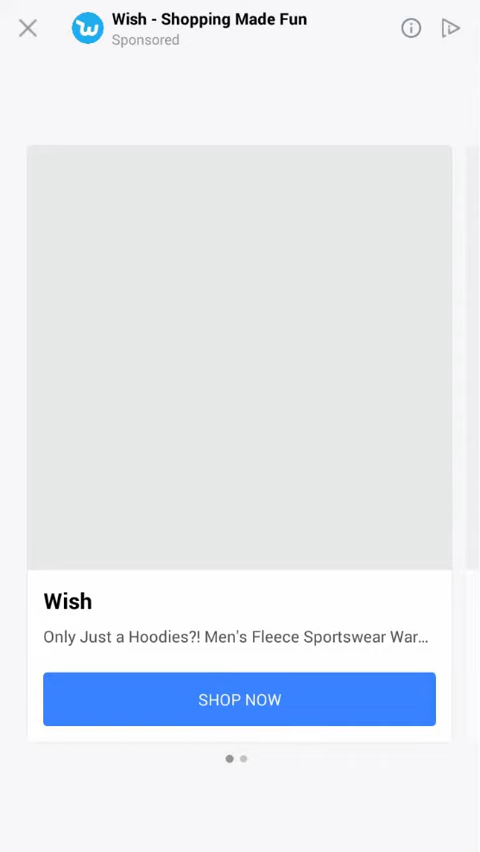 Wish - Shopping Made Fun
Sponsored
Wish
Only Just a Hoodies?! Men's Fleece Sportswear War...
SHOP NOW